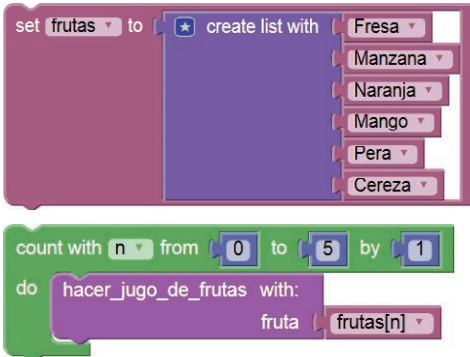 set frutas to create list with Fresa
Manzana
Naranja
Mango
Pera
Cereza
count with n from 0 to 5 by 1
do hacer_jugo_de_frutas with:
fruta frutas[n]